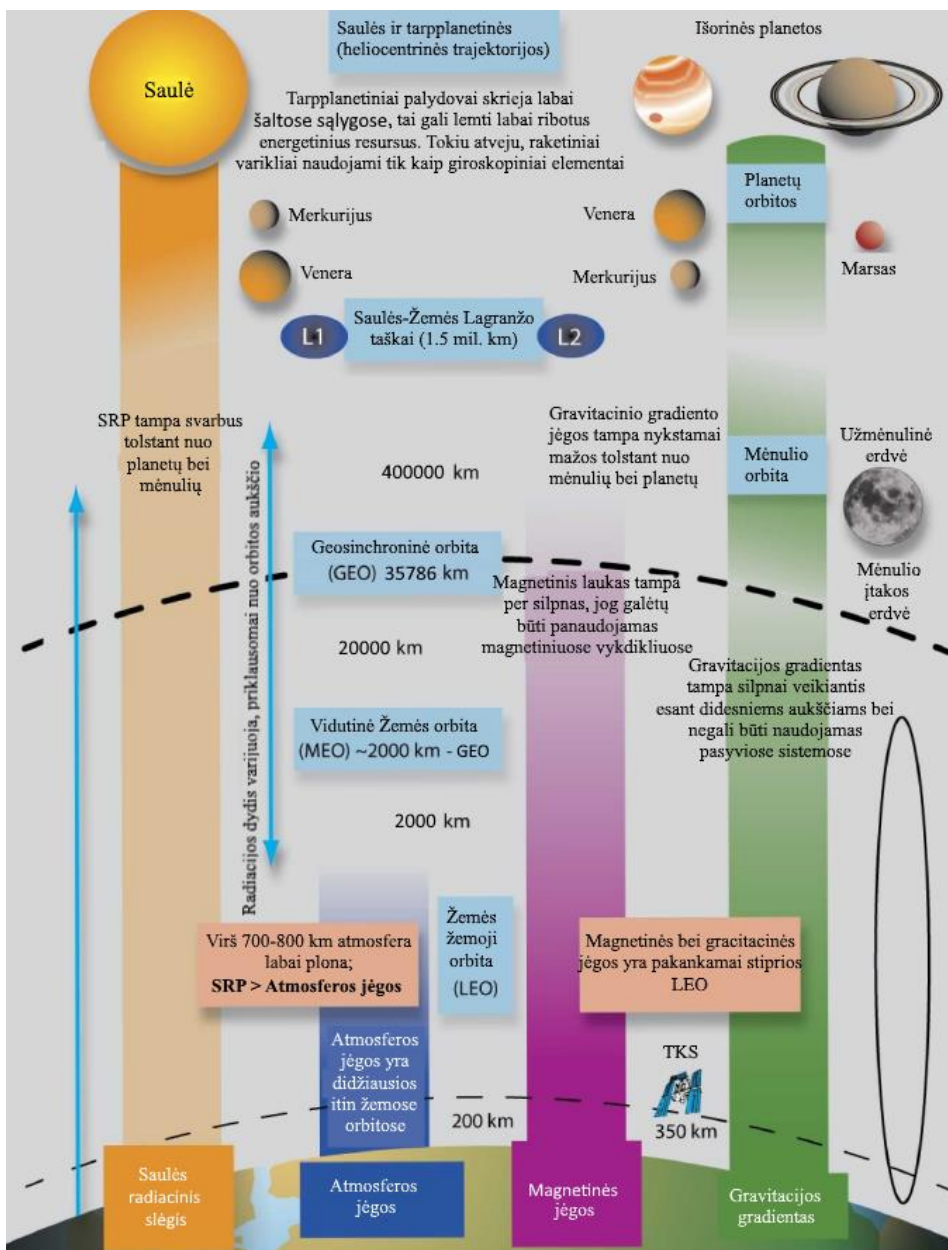 Saulė
Saulės ir tarpplanetinės
(heliocentrinės trajektorijos)
Išorinės planetos
Tarpplanetiniai palydovai skrieja labai
šaltose sąlygose, tai gali lemti labai ribotus
energetinius resursus. Tokiu atveju, raketiniai
varikliai naudojami tik kaip giroskopiniai elementai
Planetų
orbitos
Merkurijus
Venera
Venera
Merkurijus
Marsas
L1
Saulės-Žemės Lagranžo
taškai (1.5 mil. km)
L2
SRP tampa svarbus
tolstant nuo
planetų bei
mėnulių
Radiacijos dydis varijuoja, priklausomai nuo orbitos aukščio
400000 km
Gravitacinio gradiento
jėgos tampa nykstamai
mažos tolstant nuo
mėnulių bei planetų
Mėnulio
orbita
Užmėnulinė
erdvė
Mėnulio
įtakos
erdvė
Geosinchroninė orbita
(GEO) 35786 km
Magnetinis laukas tampa
per silpnas, jog galėtų
būti panaudojamas
magnetiniuose vykdikliuose
20000 km
Gravitacijos gradientas
tampa silpnai veikiantis
esant didesniems aukščiams bei
negali būti naudojamas
pasyviose sistemose
Vidutinė Žemės orbita
(MEO) ~2000 km - GEO
2000 km
Virš 700-800 km atmosfera
labai plona;
SRP > Atmosferos jėgos
Žemės
žemoji
orbita
(LEO)
Magnetinės bei gracitacinės
jėgos yra pakankamai stiprios
LEO
Atmosferos
jėgos yra
didžiausios
itin žemose
orbitose
200 km
TKS
350 km
Saulės
radiacinis
slėgis
Atmosferos
jėgos
Magnetinės
jėgos
Gravitacijos
gradientas